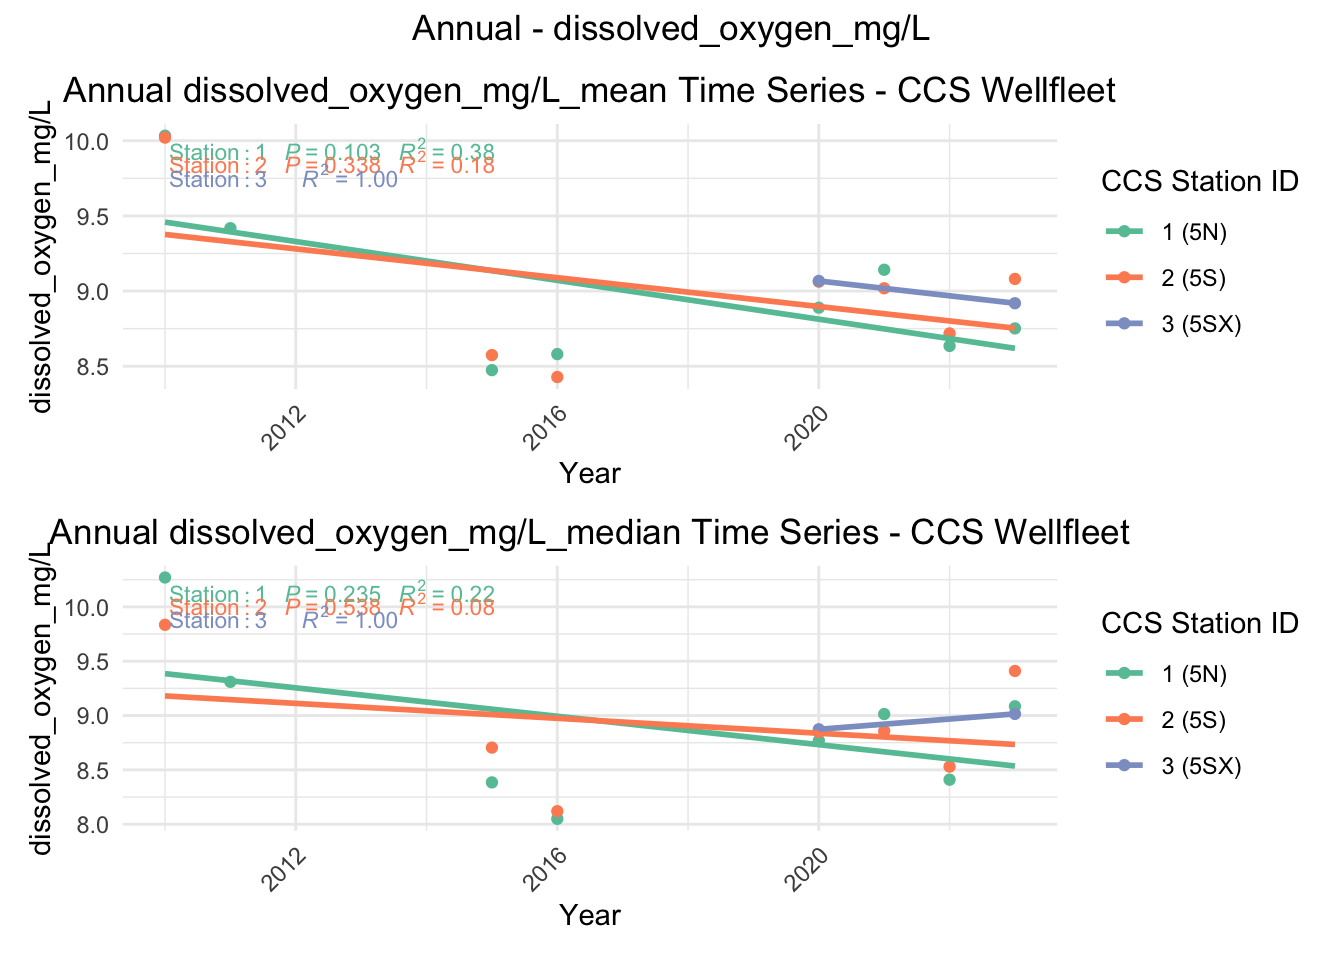 Annual - dissolved_oxygen_mg/L
Annual dissolved_oxygen_mg/L_mean Time Series - CCS Wellfleet
dissolved_oxygen_mg/L
10.0
9.5
9.0
8.5
Station : 1 P = 0.103 R² = 0.38
Station : 2 P = 0.338 R² = 0.18
Station : 3 R² = 1.00
2012
2016
2020
Year
CCS Station ID
1 (5N)
2 (5S)
3 (5SX)
Annual dissolved_oxygen_mg/L_median Time Series - CCS Wellfleet
dissolved_oxygen_mg/L
10.0
9.5
9.0
8.5
8.0
Station : 1 P = 0.235 R² = 0.22
Station : 2 P = 0.538 R² = 0.08
Station : 3 R² = 1.00
2012
2016
2020
Year
CCS Station ID
1 (5N)
2 (5S)
3 (5SX)